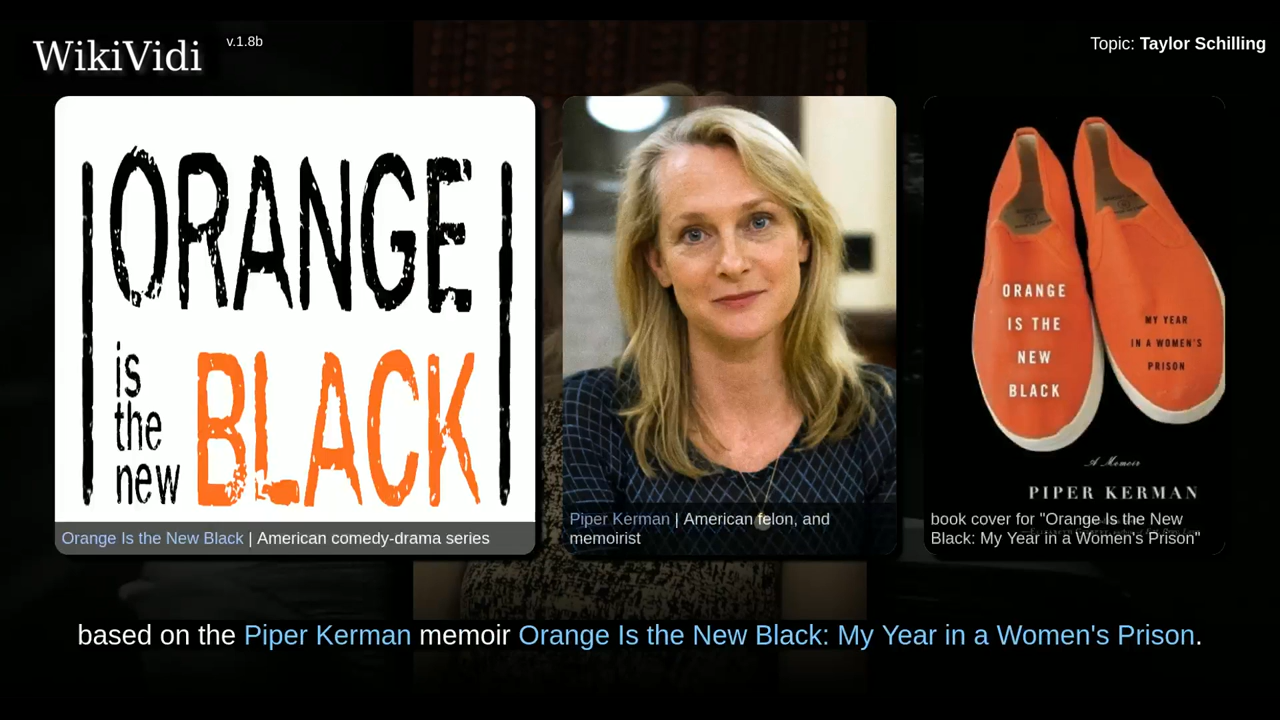 WikiVidi
v.1.8b
Topic: Taylor Schilling
ORANGE
is
the
new
BLACK
Orange Is the New Black | American comedy-drama series
Piper Kerman | American felon, and
memoirist
ORANGE
IS THE
NEW
BLACK
MY YEAR
IN A WOMEN'S
PRISON
A Memoir
PIPER KERMAN
book cover for "Orange Is the New
Black: My Year in a Women's Prison"
based on the Piper Kerman memoir Orange Is the New Black: My Year in a Women's Prison.